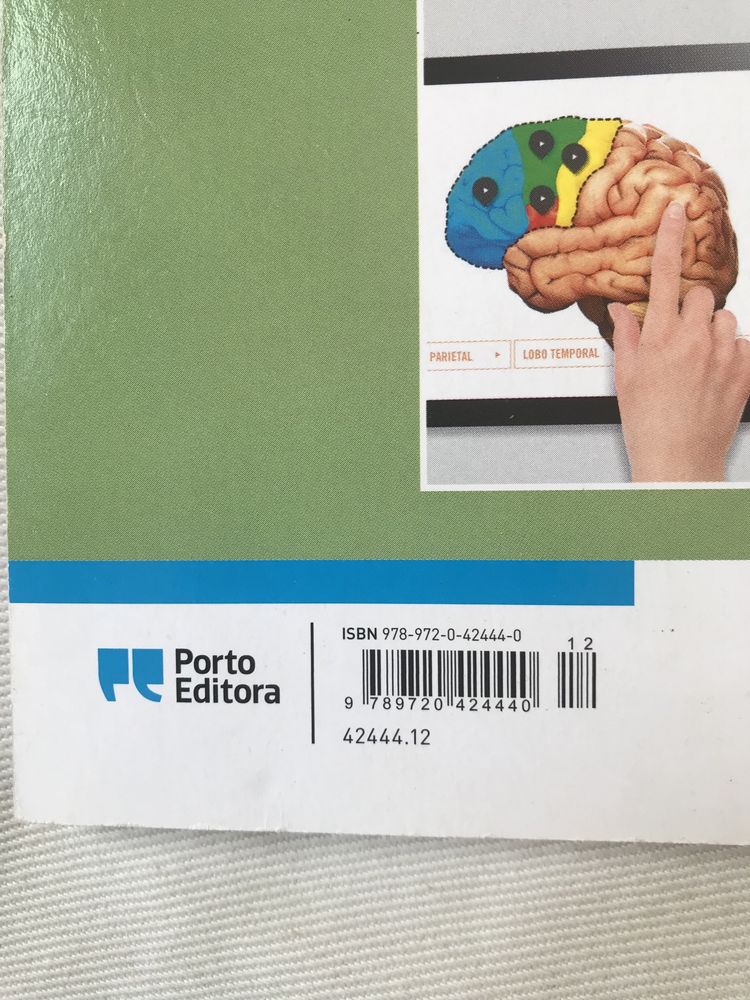 PARIETAL
LOBO TEMPORAL
Porto
Editora
ISBN 978-972-0-42444-0
12
9 789720 424440
42444.12